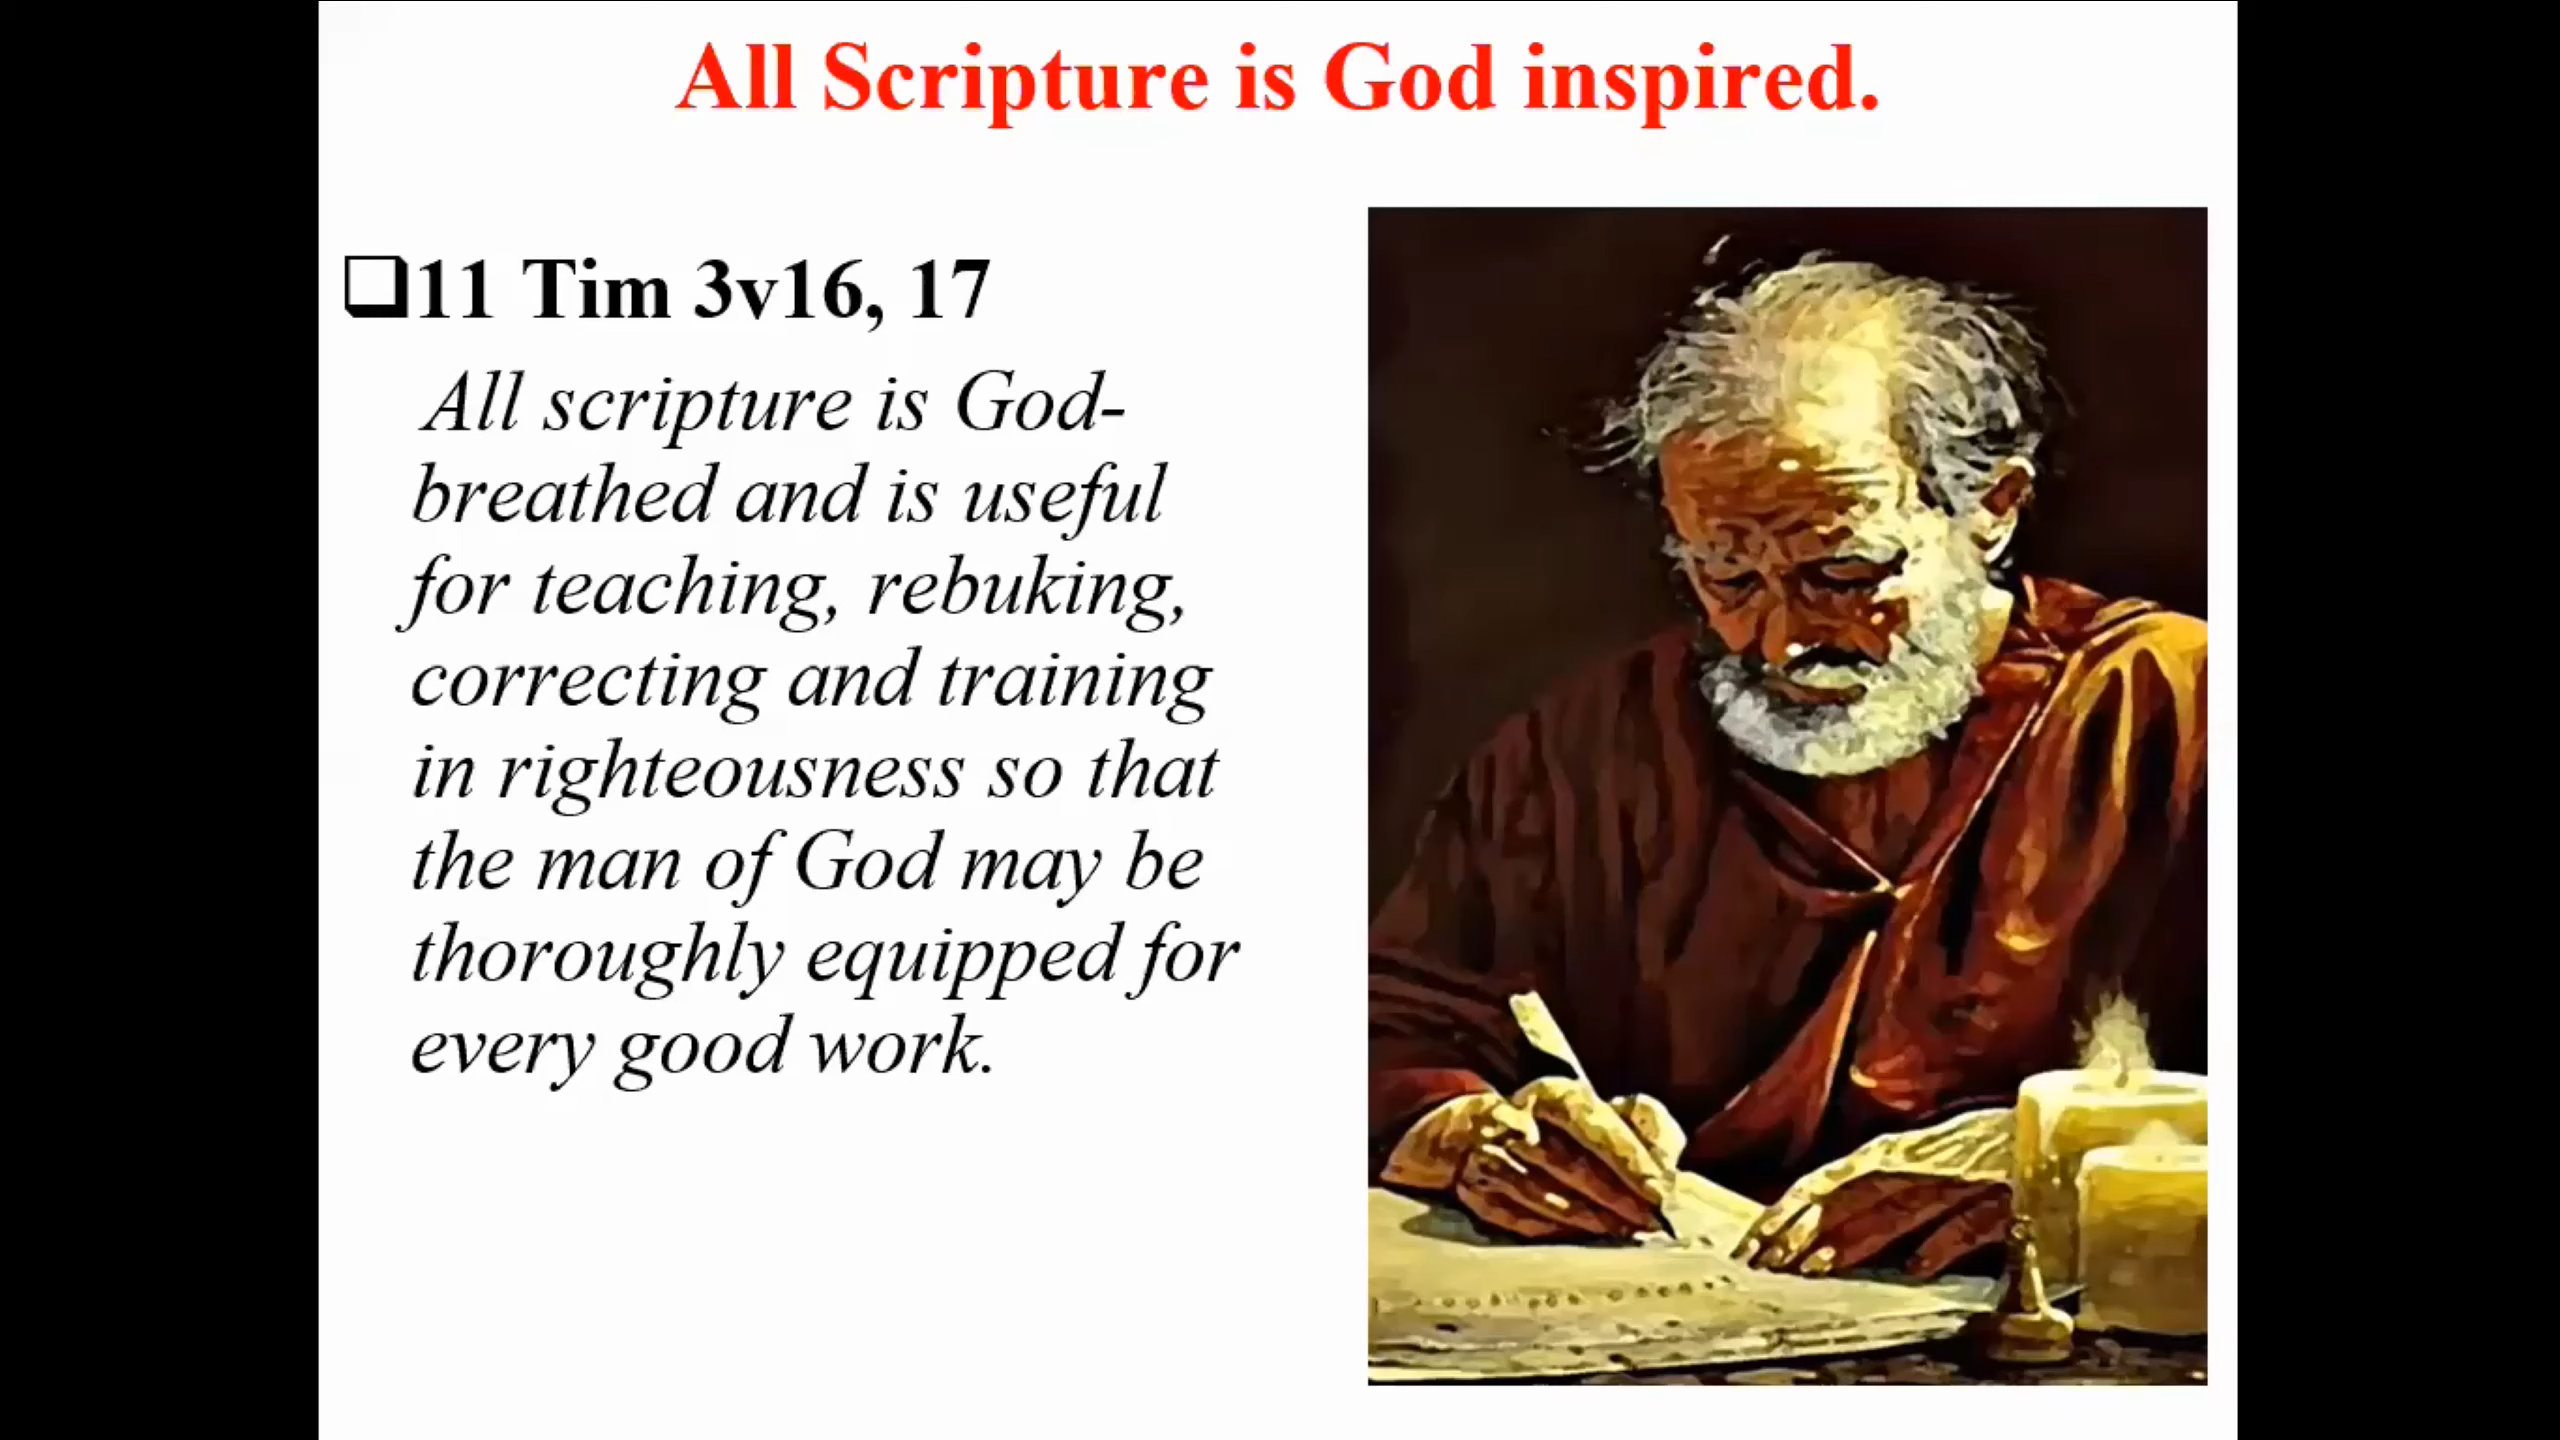 All Scripture is God inspired.
11 Tim 3v16, 17
All scripture is God-
breathed and is useful
for teaching, rebuking,
correcting and training
in righteousness so that
the man of God may be
thoroughly equipped for
every good work.